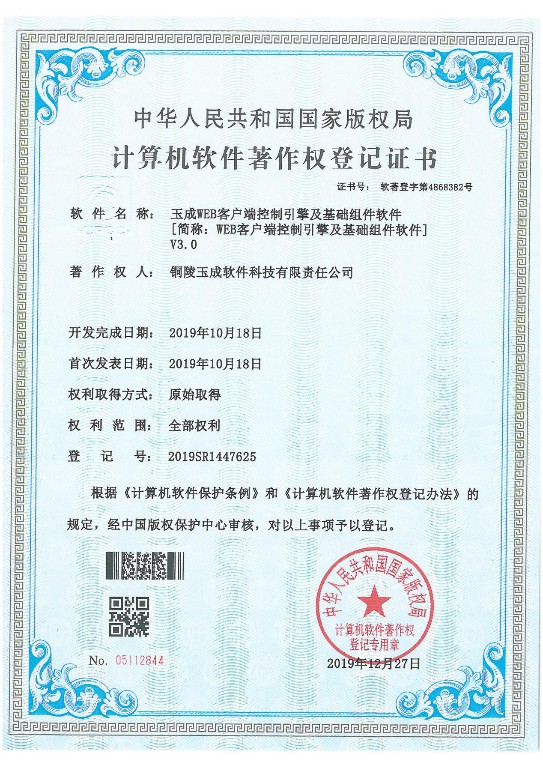 中华人民共和国国家版权局
计算机软件著作权登记证书
证书号： 软著登字第4868382号
软件名称： 玉成WEB客户端控制引擎及基础组件软件
[简称：WEB客户端控制引擎及基础组件软件]
V3.0
著作权人： 铜陵玉成软件科技有限责任公司
开发完成日期： 2019年10月18日
首次发表日期： 2019年10月18日
权利取得方式： 原始取得
权利范围： 全部权利
登记号： 2019SR1447625
根据《计算机软件保护条例》和《计算机软件著作权登记办法》的
规定，经中国版权保护中心审核，对以上事项予以登记。
中华人民共和国国家版权局
计算机软件著作权
登记专用章
No. 05112844
2019年12月27日